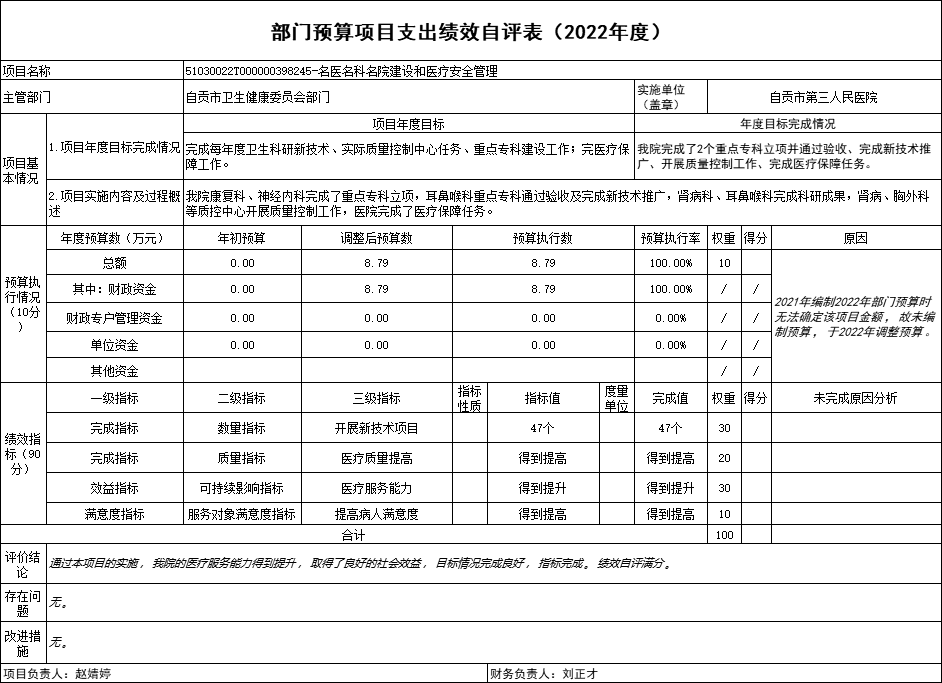 部门预算项目支出绩效自评表（2022年度）
项目名称 51030022T000000398245-名医名科名院建设和医疗安全管理
主管部门 自贡市卫生健康委员会部门 实施单位（盖章） 自贡市第三人民医院
项目基本情况
1.项目年度目标完成情况
项目年度目标 年度目标完成情况
完成每年度卫生科研新技术、实际质量控制中心任务、重点专科建设工作；完医疗保障工作。
我院完成了2个重点专科立项并通过验收、完成新技术推广、开展质量控制工作、完成医疗保障任务。
2.项目实施内容及过程概述
我院康复科、神经内科完成了重点专科立项，耳鼻喉科重点专科通过验收及完成新技术推广，肾病科、耳鼻喉科完成科研成果，肾病、胸外科等质控中心开展质量控制工作，医院完成了医疗保障任务。
预算执行情况（10分）
年度预算数（万元） 年初预算 调整后预算数 预算执行数 预算执行率 权重 得分 原因
总额 0.00 8.79 8.79 100.00% 10
其中：财政资金 0.00 8.79 8.79 100.00% / /
财政专户管理资金 0.00 0.00 0.00 0.00% / /
单位资金 0.00 0.00 0.00 0.00% / /
其他资金 / /
2021年编制2022年部门预算时无法确定该项目金额，故未编制预算，于2022年调整预算。
绩效指标（90分）
一级指标 二级指标 三级指标 指标性质 指标值 度量单位 完成值 权重 得分 未完成原因分析
完成指标 数量指标 开展新技术项目 47个 47个 30
完成指标 质量指标 医疗质量提高 得到提高 得到提高 20
效益指标 可持续影响指标 医疗服务能力 得到提升 得到提升 30
满意度指标 服务对象满意度指标 提高病人满意度 得到提高 得到提高 10
合计 100
评价结论 通过本项目的实施，我院的医疗服务能力得到提升，取得了良好的社会效益，目标情况完成良好，指标完成。绩效自评满分。
存在问题 无。
改进措施 无。
项目负责人：赵婧婷 财务负责人：刘正才